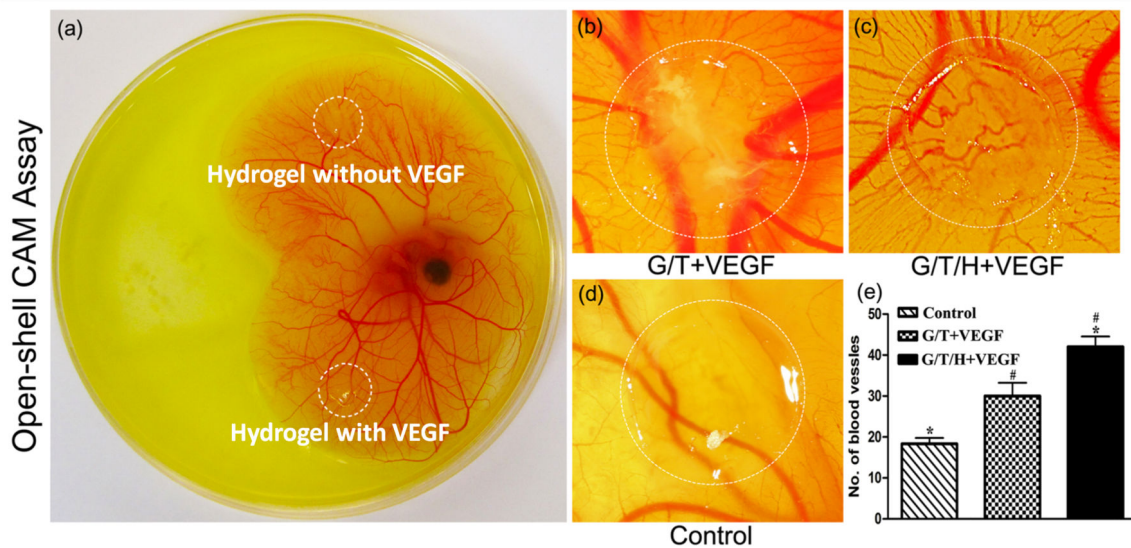 Open-shell CAM Assay
(a)
Hydrogel without VEGF
Hydrogel with VEGF
(b)
G/T+VEGF
(c)
G/T/H+VEGF
(d)
Control
(e)
No. of blood vessles
50
40
30
20
10
0
Control
G/T+VEGF
G/T/H+VEGF
*
#
#
*